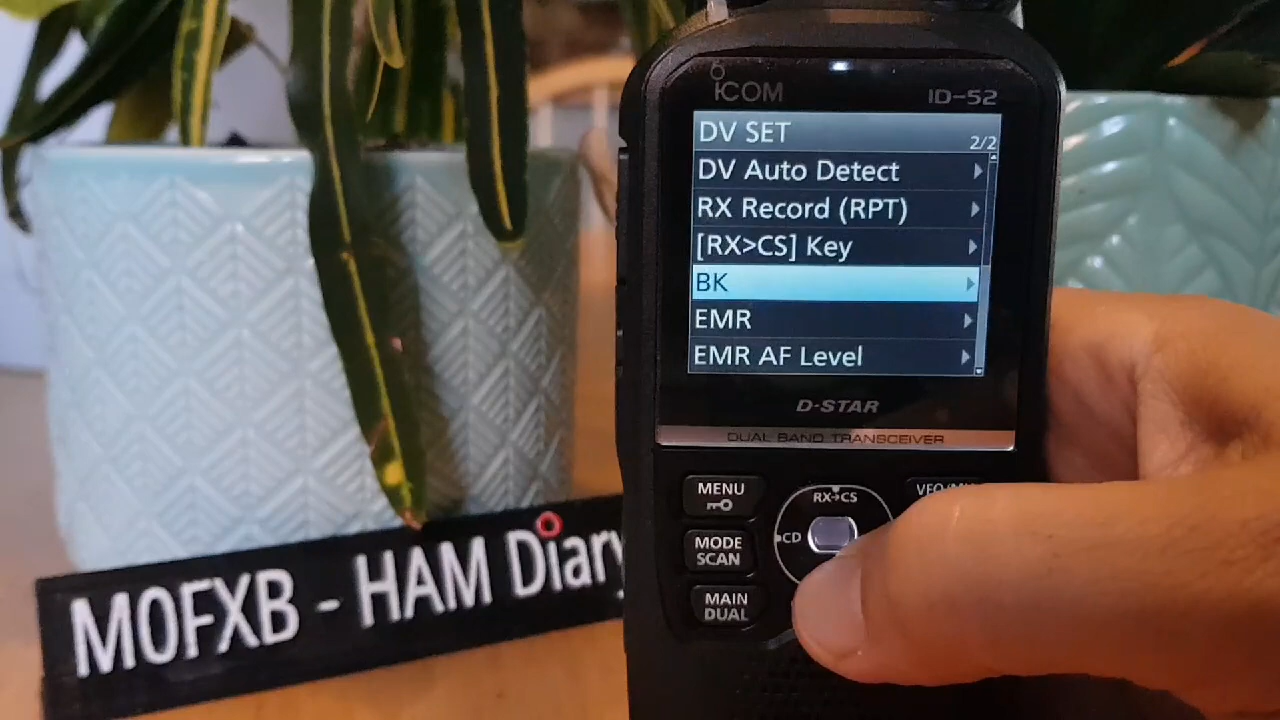 iCOM
ID-52
DV SET
2/2
DV Auto Detect
RX Record (RPT)
[RX>CS] Key
BK
EMR
EMR AF Level
D-STAR
DUAL BAND TRANSCEIVER
MENU
RX→CS
MODE
SCAN
CD
MAIN
DUAL
M0FXB - HAM Diary